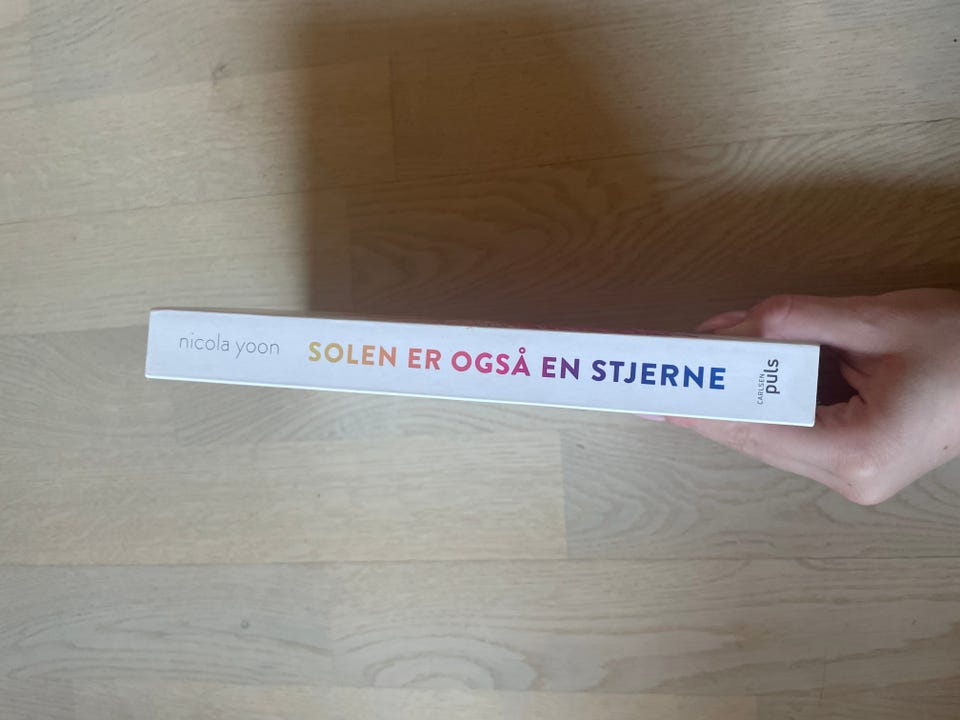 nicola yoon
SOLEN ER OGSÅ EN STJERNE
CARLSEN
puls